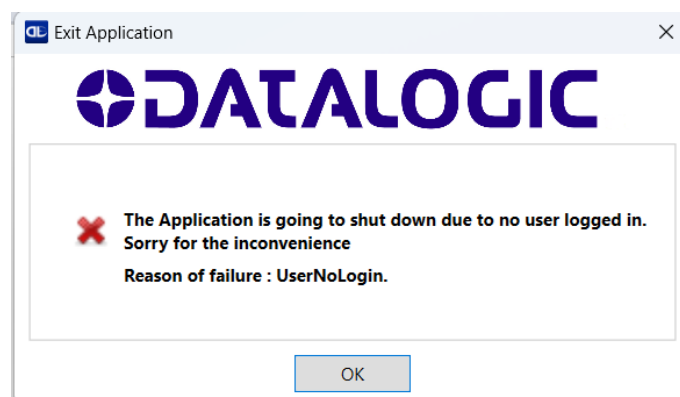 Exit Application
DATALOGIC
The Application is going to shut down due to no user logged in.
Sorry for the inconvenience
Reason of failure : UserNoLogin.
OK